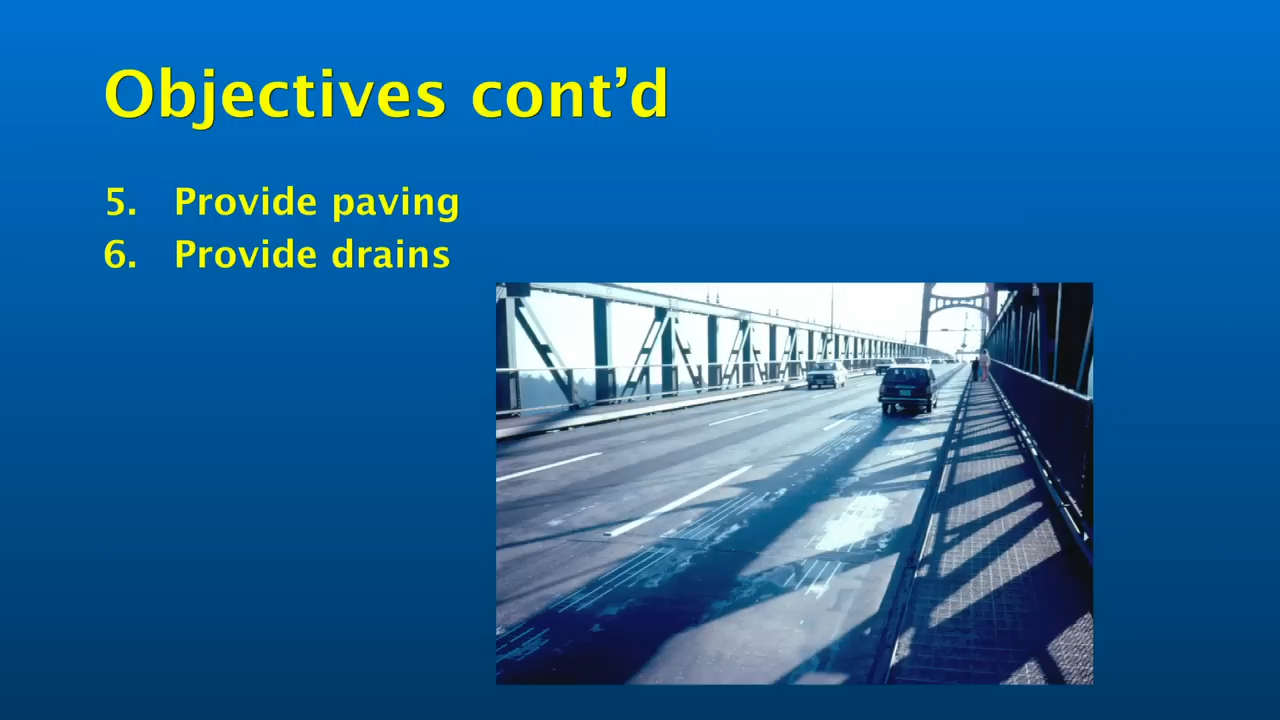 Objectives cont’d
5. Provide paving
6. Provide drains